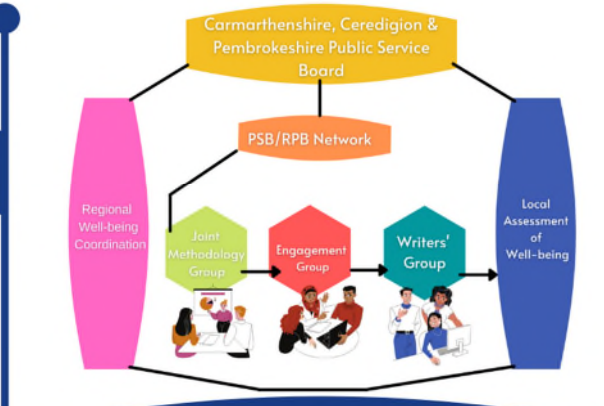 Carmarthenshire, Ceredigion &
Pembrokeshire Public Service
Board
PSB/RPB Network
Regional
Well-being
Coordination
Joint
Methodology
Group
Engagement
Group
Writers'
Group
Local
Assessment
of
Well-being